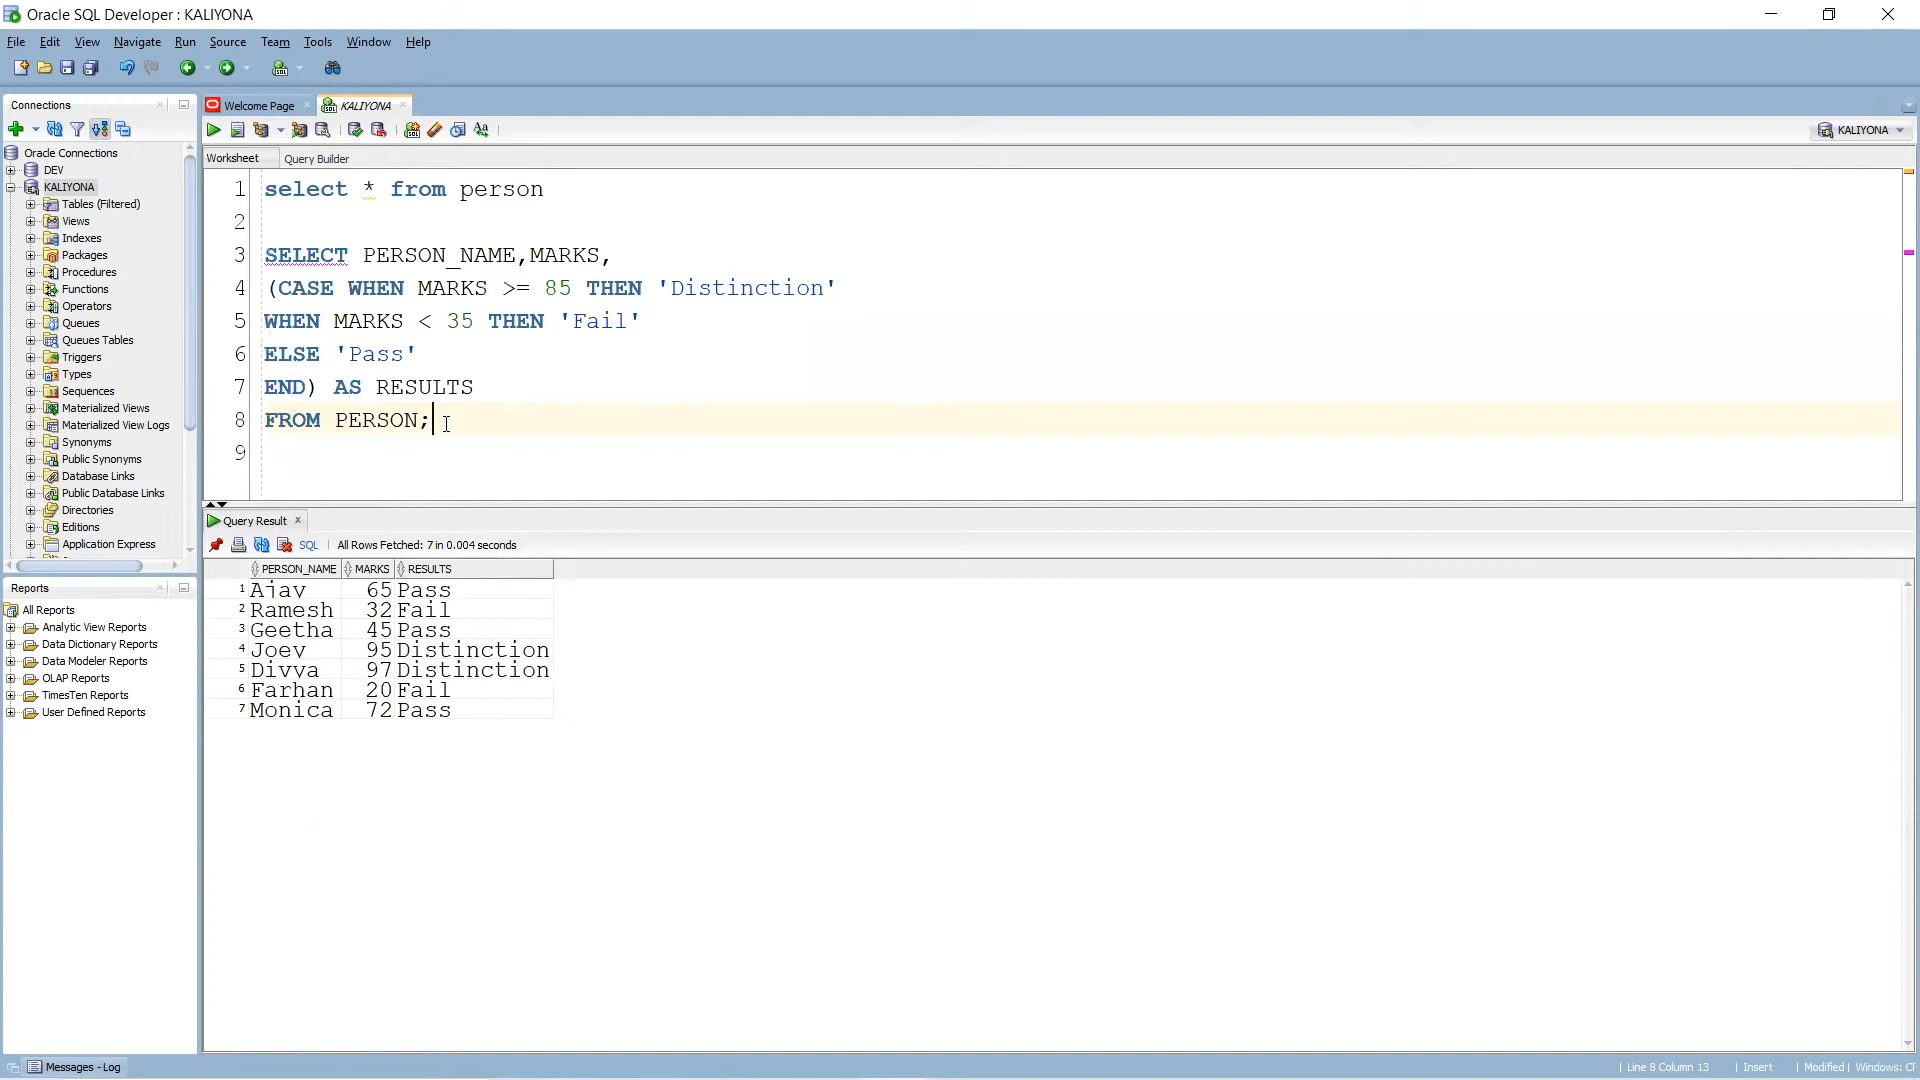 Oracle SQL Developer : KALIYONA
File Edit View Navigate Run Source Team Tools Window Help
Connections
Oracle Connections
DEV
KALIYONA
Tables (Filtered)
Views
Indexes
Packages
Procedures
Functions
Operators
Queues
Queues Tables
Triggers
Types
Sequences
Materialized Views
Materialized View Logs
Synonyms
Public Synonyms
Database Links
Public Database Links
Directories
Editions
Application Express
Reports
All Reports
Analytic View Reports
Data Dictionary Reports
Data Modeler Reports
OLAP Reports
TimesTen Reports
User Defined Reports
Welcome Page KALIYONA
SQL Aa KALIYONA
Worksheet Query Builder
1 select * from person
2
3 SELECT PERSON_NAME,MARKS,
4 (CASE WHEN MARKS >= 85 THEN 'Distinction'
5 WHEN MARKS < 35 THEN 'Fail'
6 ELSE 'Pass'
7 END) AS RESULTS
8 FROM PERSON;
9
Query Result
SQL | All Rows Fetched: 7 in 0.004 seconds
PERSON_NAME MARKS RESULTS
1 Ajay 65 Pass
2 Ramesh 32 Fail
3 Geetha 45 Pass
4 Joey 95 Distinction
5 Divya 97 Distinction
6 Farhan 20 Fail
7 Monica 72 Pass
Messages - Log
Line 8 Column 13 | Insert | Modified | Windows: CF